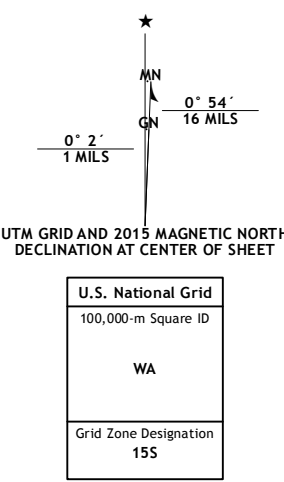 ★
MN
0° 54´
16 MILS
GN
0° 2´
1 MILS
UTM GRID AND 2015 MAGNETIC NORTH
DECLINATION AT CENTER OF SHEET
U.S. National Grid
100,000-m Square ID
WA
Grid Zone Designation
15S